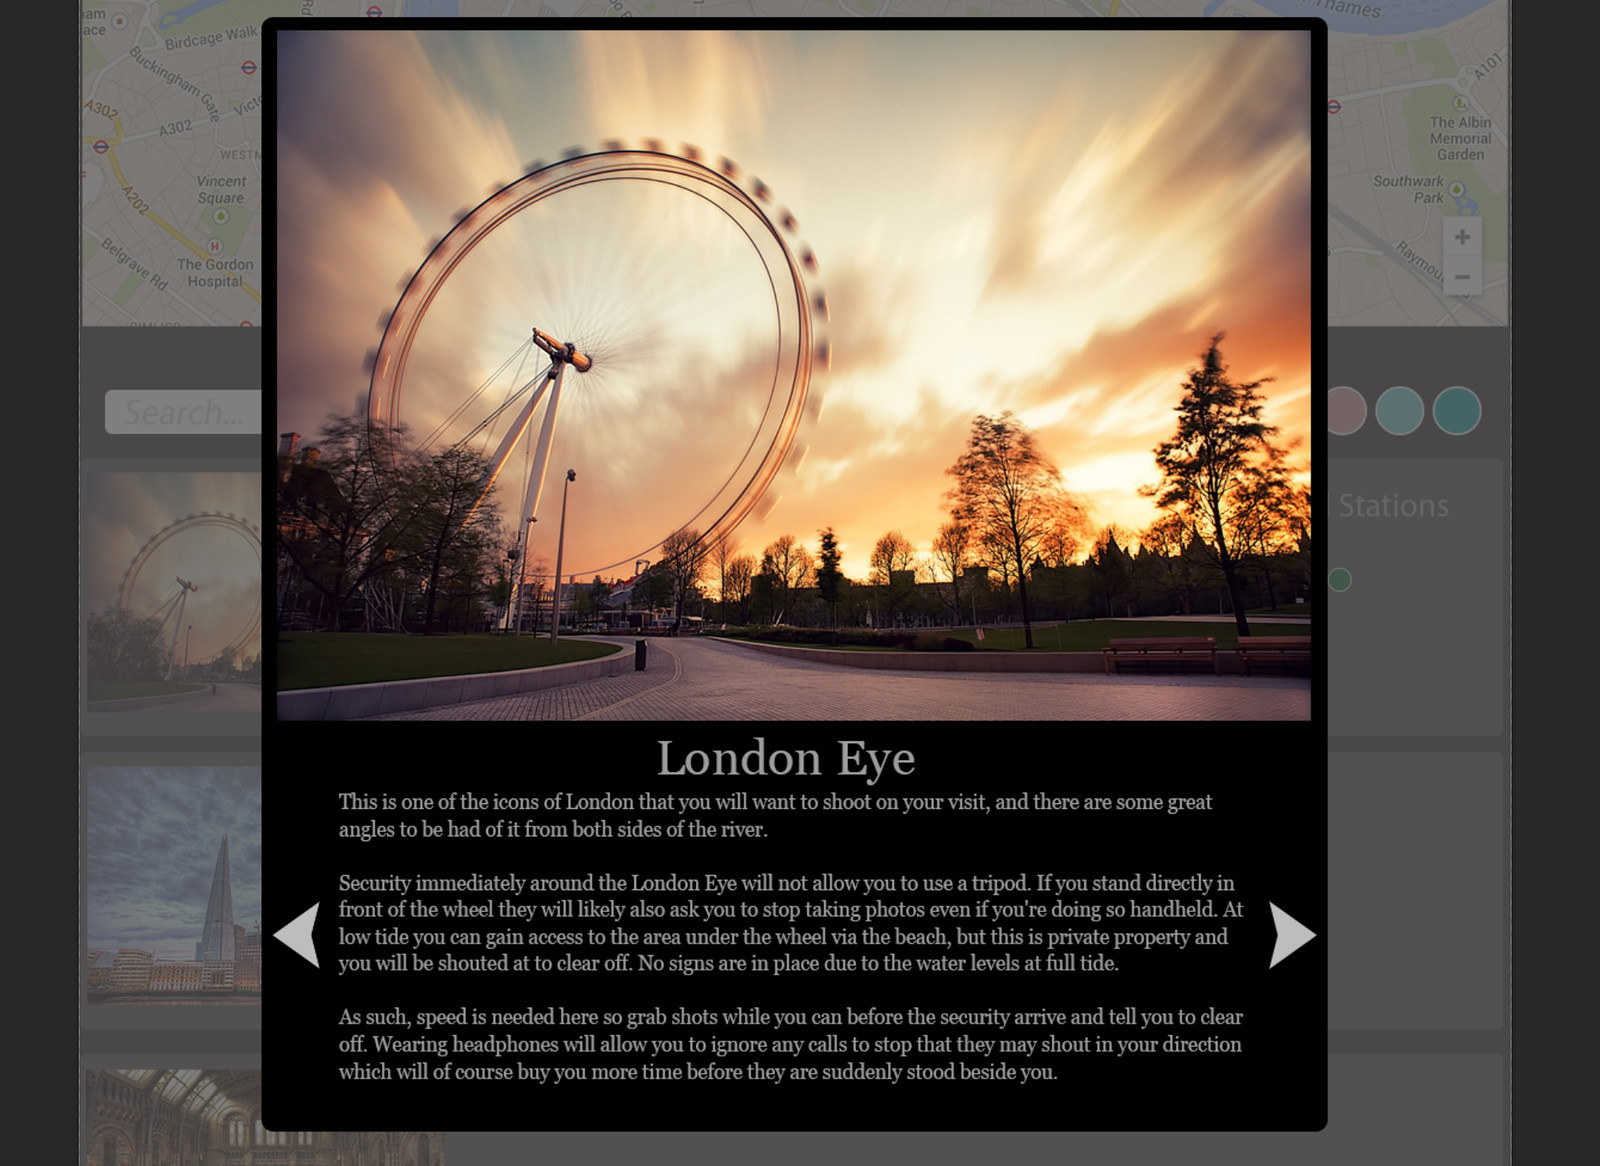 Thames
Birdcage Walk
Buckingham Gate
A302
A302
A101
The Albin
Memorial
Garden
Vincent
Square
Southwark
Park
A202
+
H
The Gordon
Hospital
Belgrave Rd
−
Search...
Stations
London Eye
This is one of the icons of London that you will want to shoot on your visit, and there are some great
angles to be had of it from both sides of the river.
Security immediately around the London Eye will not allow you to use a tripod. If you stand directly in
front of the wheel they will likely also ask you to stop taking photos even if you're doing so handheld. At
low tide you can gain access to the area under the wheel via the beach, but this is private property and
you will be shouted at to clear off. No signs are in place due to the water levels at full tide.
As such, speed is needed here so grab shots while you can before the security arrive and tell you to clear
off. Wearing headphones will allow you to ignore any calls to stop that they may shout in your direction
which will of course buy you more time before they are suddenly stood beside you.